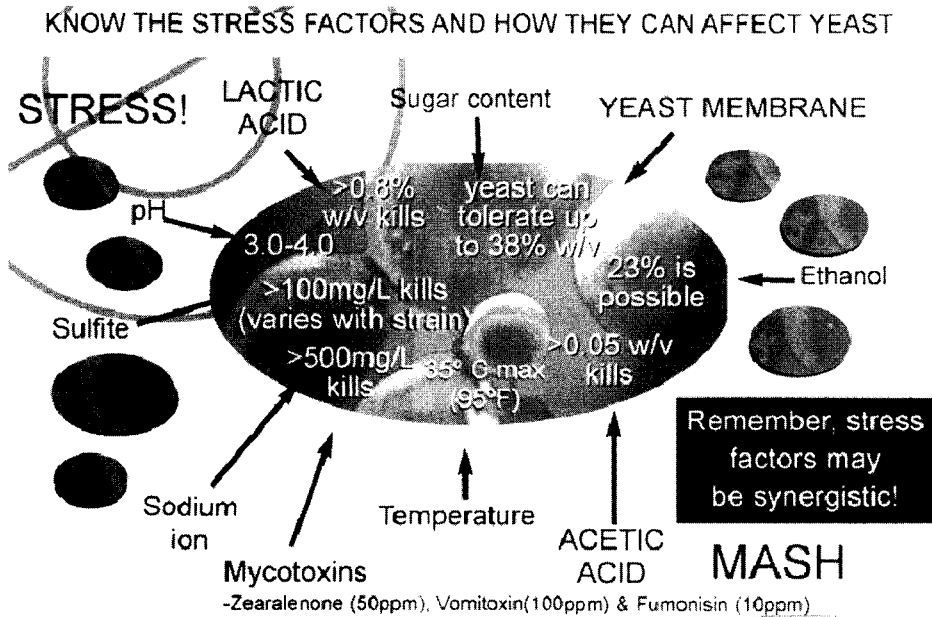 KNOW THE STRESS FACTORS AND HOW THEY CAN AFFECT YEAST
STRESS!
LACTIC
ACID
Sugar content
YEAST MEMBRANE
pH
>0.8%
w/v kills
yeast can
tolerate up
to 38% w/v
3.0-4.0
23% is
possible
Ethanol
Sulfite
>100mg/L kills
(varies with strain)
>500mg/L
kills
35° C max
(95°F)
>0.05 w/v
kills
Remember, stress
factors may
be synergistic!
Sodium
ion
Temperature
ACETIC
ACID
MASH
Mycotoxins
-Zearalenone (50ppm), Vomitoxin(100ppm) & Fumonisin (10ppm)